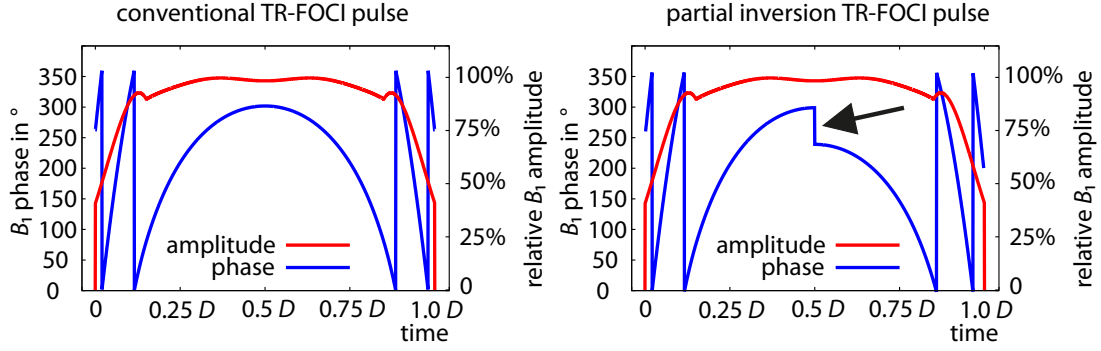 conventional TR-FOCI pulse
B1 phase in °
350
300
250
200
150
100
50
0
100%
75%
50%
25%
0
relative B1 amplitude
amplitude
phase
0 0.25 D 0.5 D 0.75 D 1.0 D
time
partial inversion TR-FOCI pulse
B1 phase in °
350
300
250
200
150
100
50
0
100%
75%
50%
25%
0
relative B1 amplitude
amplitude
phase
0 0.25 D 0.5 D 0.75 D 1.0 D
time